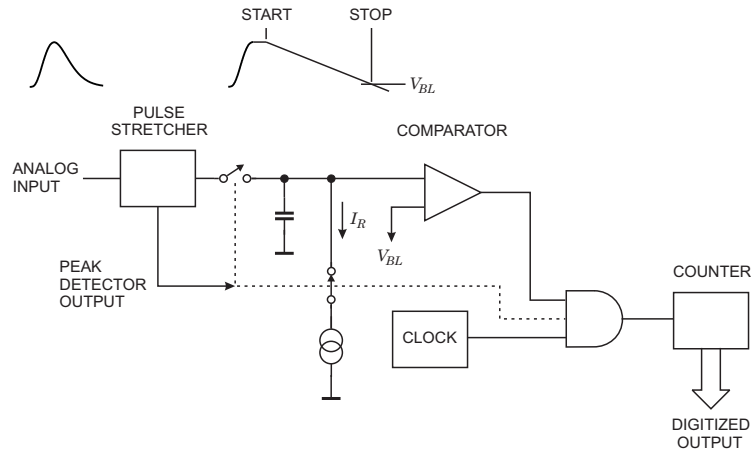 START
STOP
V_BL
PULSE
STRETCHER
COMPARATOR
ANALOG
INPUT
I_R
V_BL
PEAK
DETECTOR
OUTPUT
COUNTER
CLOCK
DIGITIZED
OUTPUT